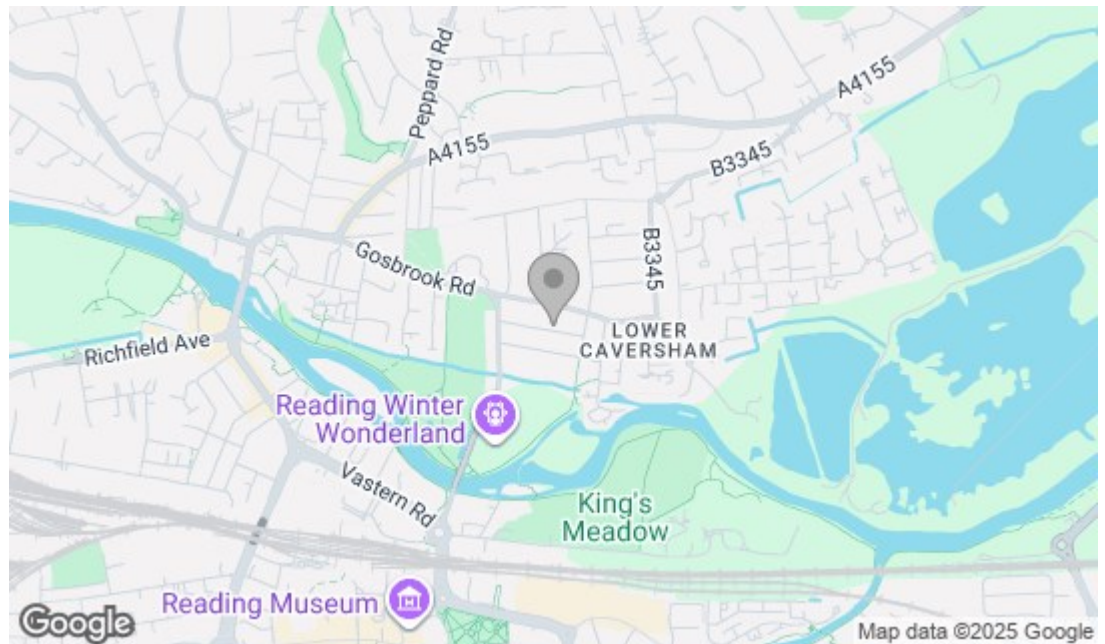 Peppard Rd
A4155
A4155
B3345
B3345
Gosbrook Rd
LOWER
CAVERSHAM
Richfield Ave
Reading Winter
Wonderland
Vastern Rd
King's
Meadow
Reading Museum
Google
Map data ©2025 Google